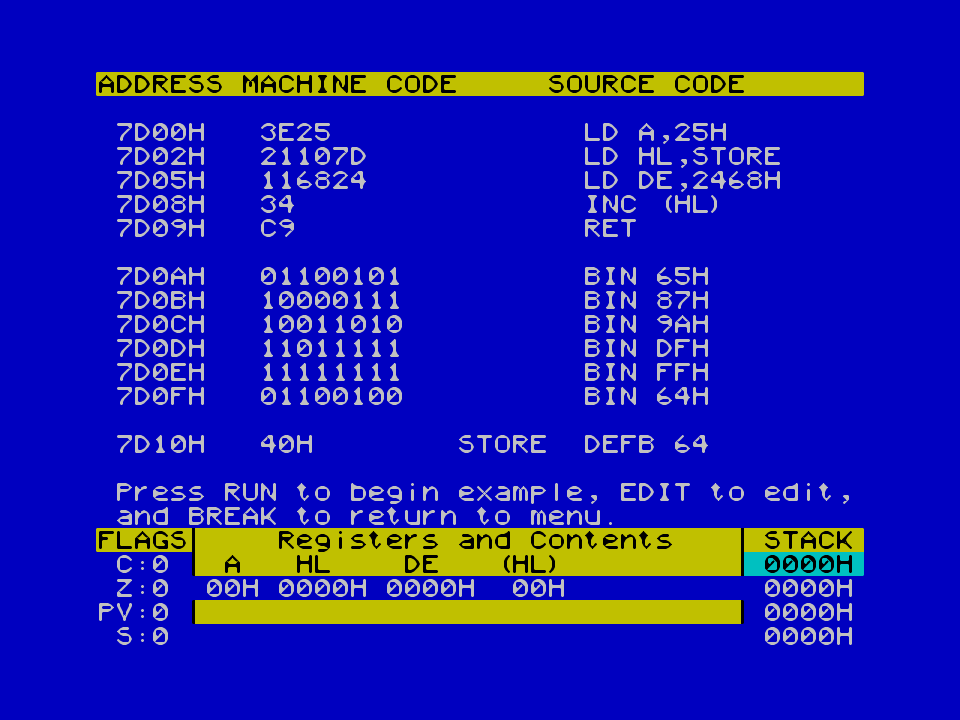 ADDRESS MACHINE CODE SOURCE CODE
7D00H 3E25 LD A,25H
7D02H 21107D LD HL,STORE
7D05H 116824 LD DE,2468H
7D08H 34 INC (HL)
7D09H C9 RET
7D0AH 01100101 BIN 65H
7D0BH 10000111 BIN 87H
7D0CH 10011010 BIN 9AH
7D0DH 11011111 BIN DFH
7D0EH 11111111 BIN FFH
7D0FH 01100100 BIN 64H
7D10H 40H STORE DEFB 64
Press RUN to begin example, EDIT to edit,
and BREAK to return to menu.
FLAGS Registers and Contents STACK
C:0 A HL DE (HL) 0000H
Z:0 00H 0000H 0000H 00H 0000H
PV:0 0000H
S:0 0000H